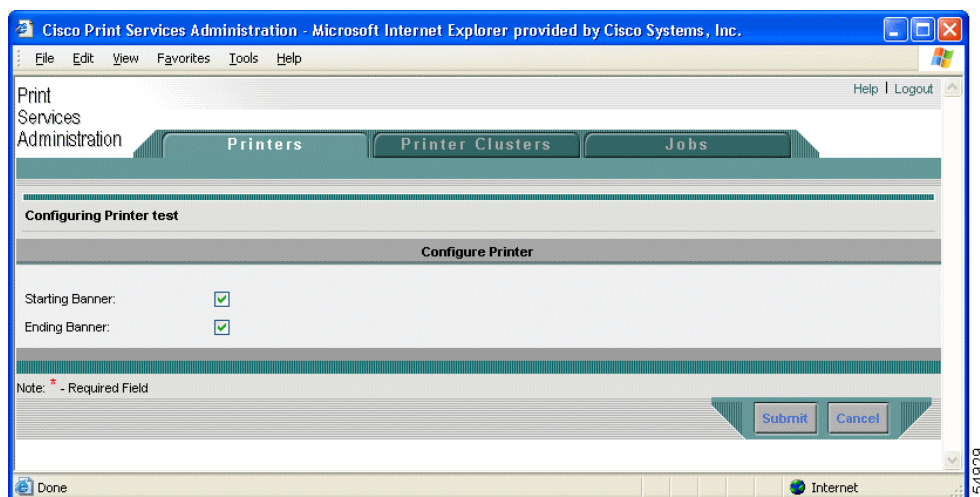 Cisco Print Services Administration - Microsoft Internet Explorer provided by Cisco Systems, Inc.
File Edit View Favorites Tools Help
Help | Logout
Print
Services
Administration
Printers Printer Clusters Jobs
Configuring Printer test
Configure Printer
Starting Banner:
Ending Banner:
Note: * - Required Field
Submit Cancel
Done Internet